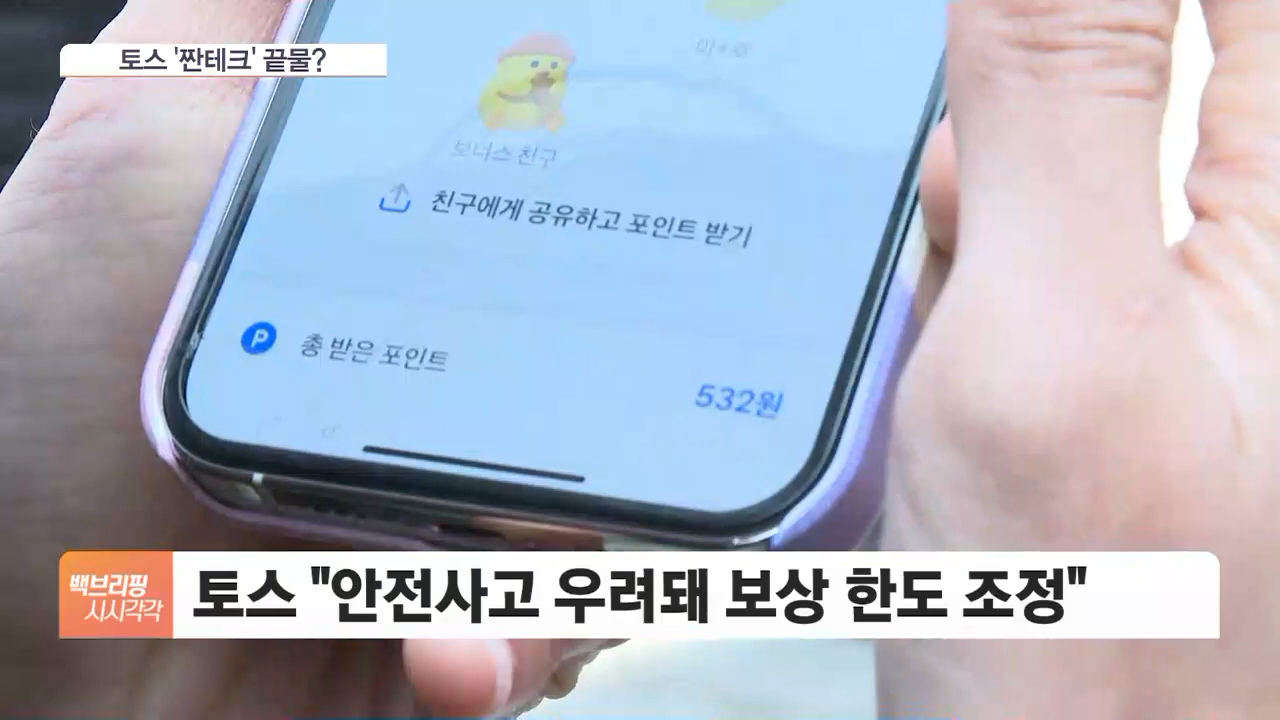 토스 '짠테크' 끝물?
보너스 친구
친구에게 공유하고 포인트 받기
P
총 받은 포인트
532원
백브리핑
시시각각
토스 "안전사고 우려돼 보상 한도 조정"